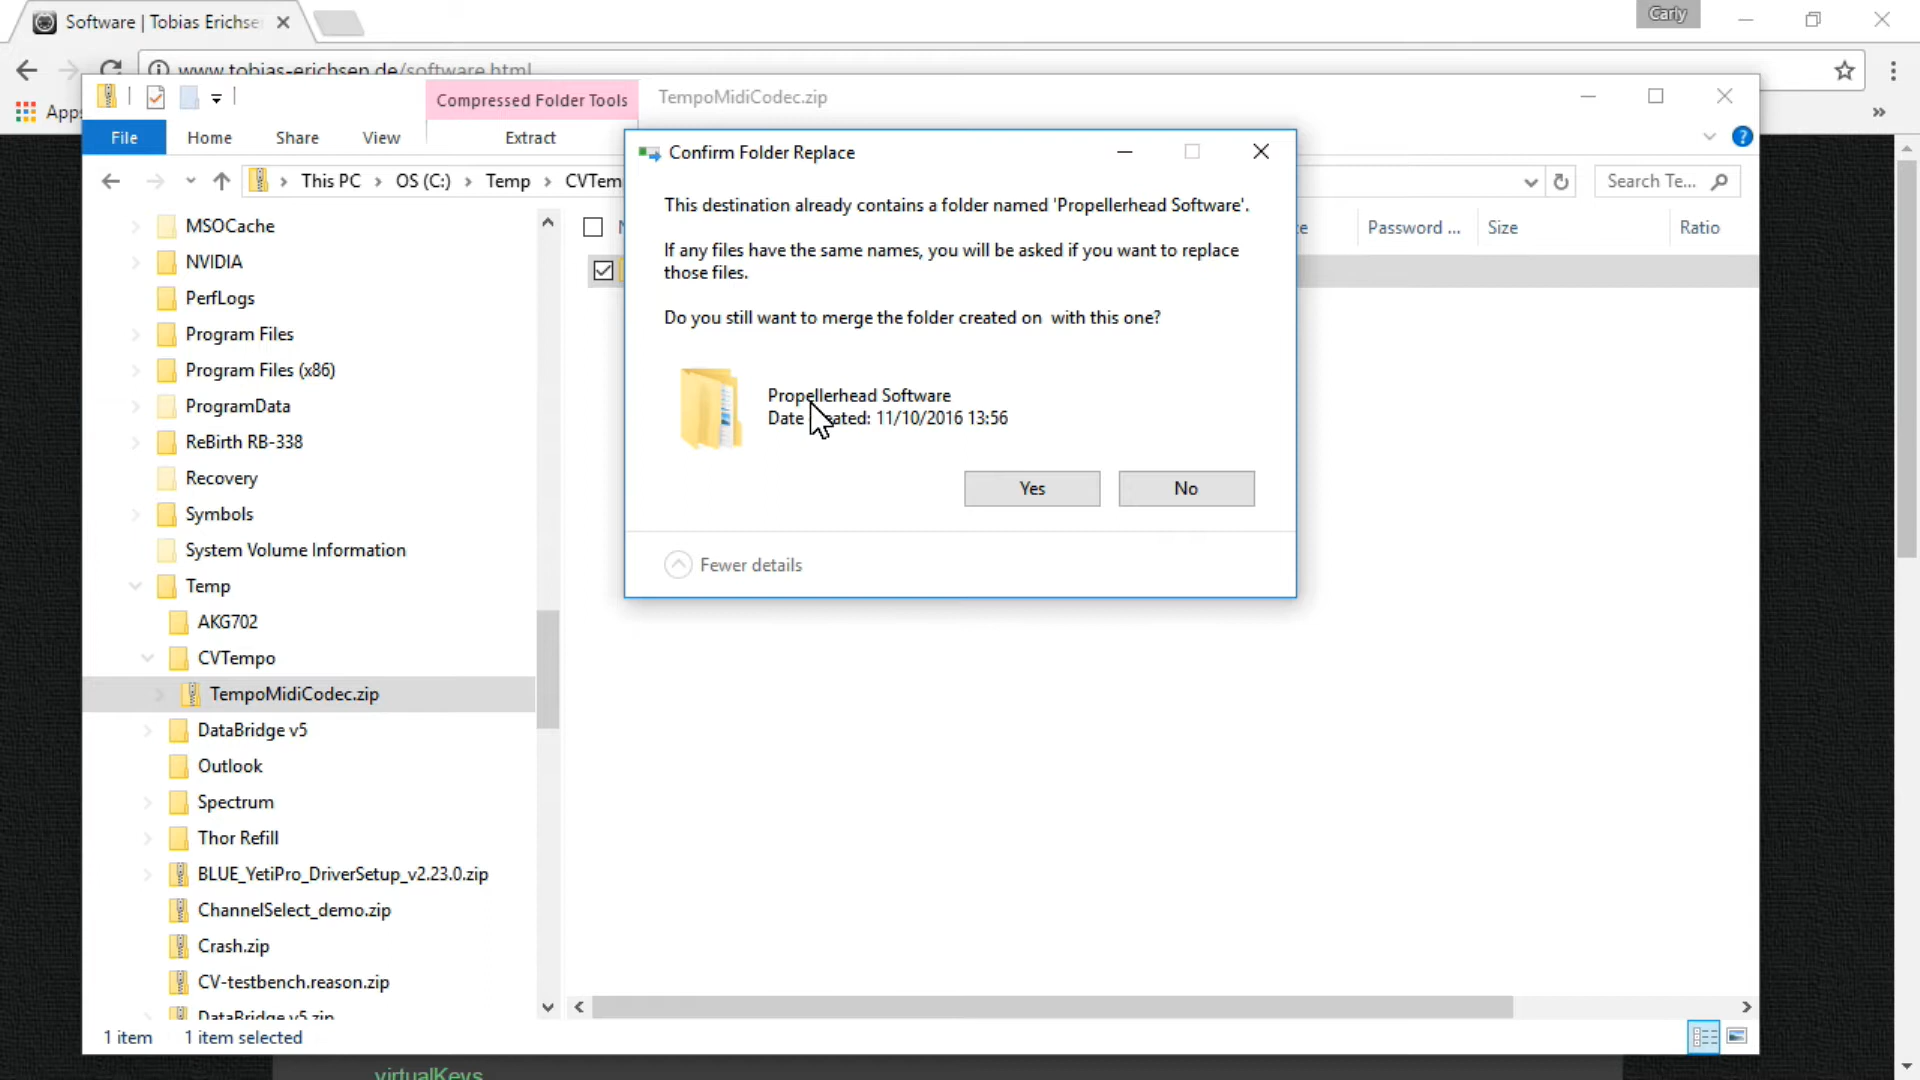 Software | Tobias Erichse
Carly
www.tobias-erichsen.de/software.html
Apps
Compressed Folder Tools
TempoMidiCodec.zip
File
Home
Share
View
Extract
This PC
OS (C:)
Temp
CVTem
Search Te...
Password ...
Size
Ratio
MSOCache
NVIDIA
PerfLogs
Program Files
Program Files (x86)
ProgramData
ReBirth RB-338
Recovery
Symbols
System Volume Information
Temp
AKG702
CVTempo
TempoMidiCodec.zip
DataBridge v5
Outlook
Spectrum
Thor Refill
BLUE_YetiPro_DriverSetup_v2.23.0.zip
ChannelSelect_demo.zip
Crash.zip
CV-testbench.reason.zip
DataBridge v5.zip
Confirm Folder Replace
This destination already contains a folder named 'Propellerhead Software'.
If any files have the same names, you will be asked if you want to replace
those files.
Do you still want to merge the folder created on with this one?
Propellerhead Software
Date created: 11/10/2016 13:56
Yes
No
Fewer details
1 item
1 item selected
virtualKeys